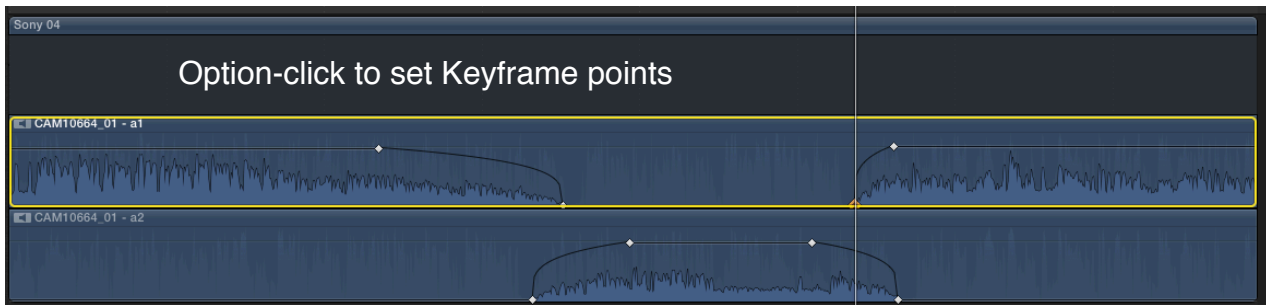 Sony 04
Option-click to set Keyframe points
CAM10664_01 - a1
CAM10664_01 - a2